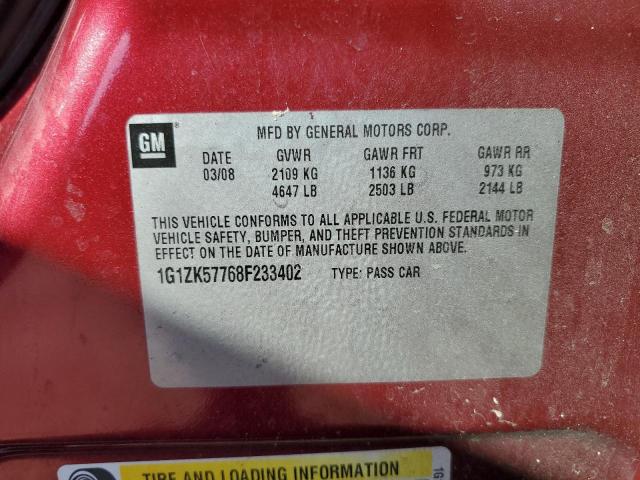 GM
MFD BY GENERAL MOTORS CORP.
DATE GVWR GAWR FRT GAWR RR
03/08 2109 KG 1136 KG 973 KG
4647 LB 2503 LB 2144 LB
THIS VEHICLE CONFORMS TO ALL APPLICABLE U.S. FEDERAL MOTOR
VEHICLE SAFETY, BUMPER, AND THEFT PREVENTION STANDARDS IN
EFFECT ON THE DATE OF MANUFACTURE SHOWN ABOVE.
1G1ZK57768F233402 TYPE: PASS CAR
TIRE AND LOADING INFORMATION
1G